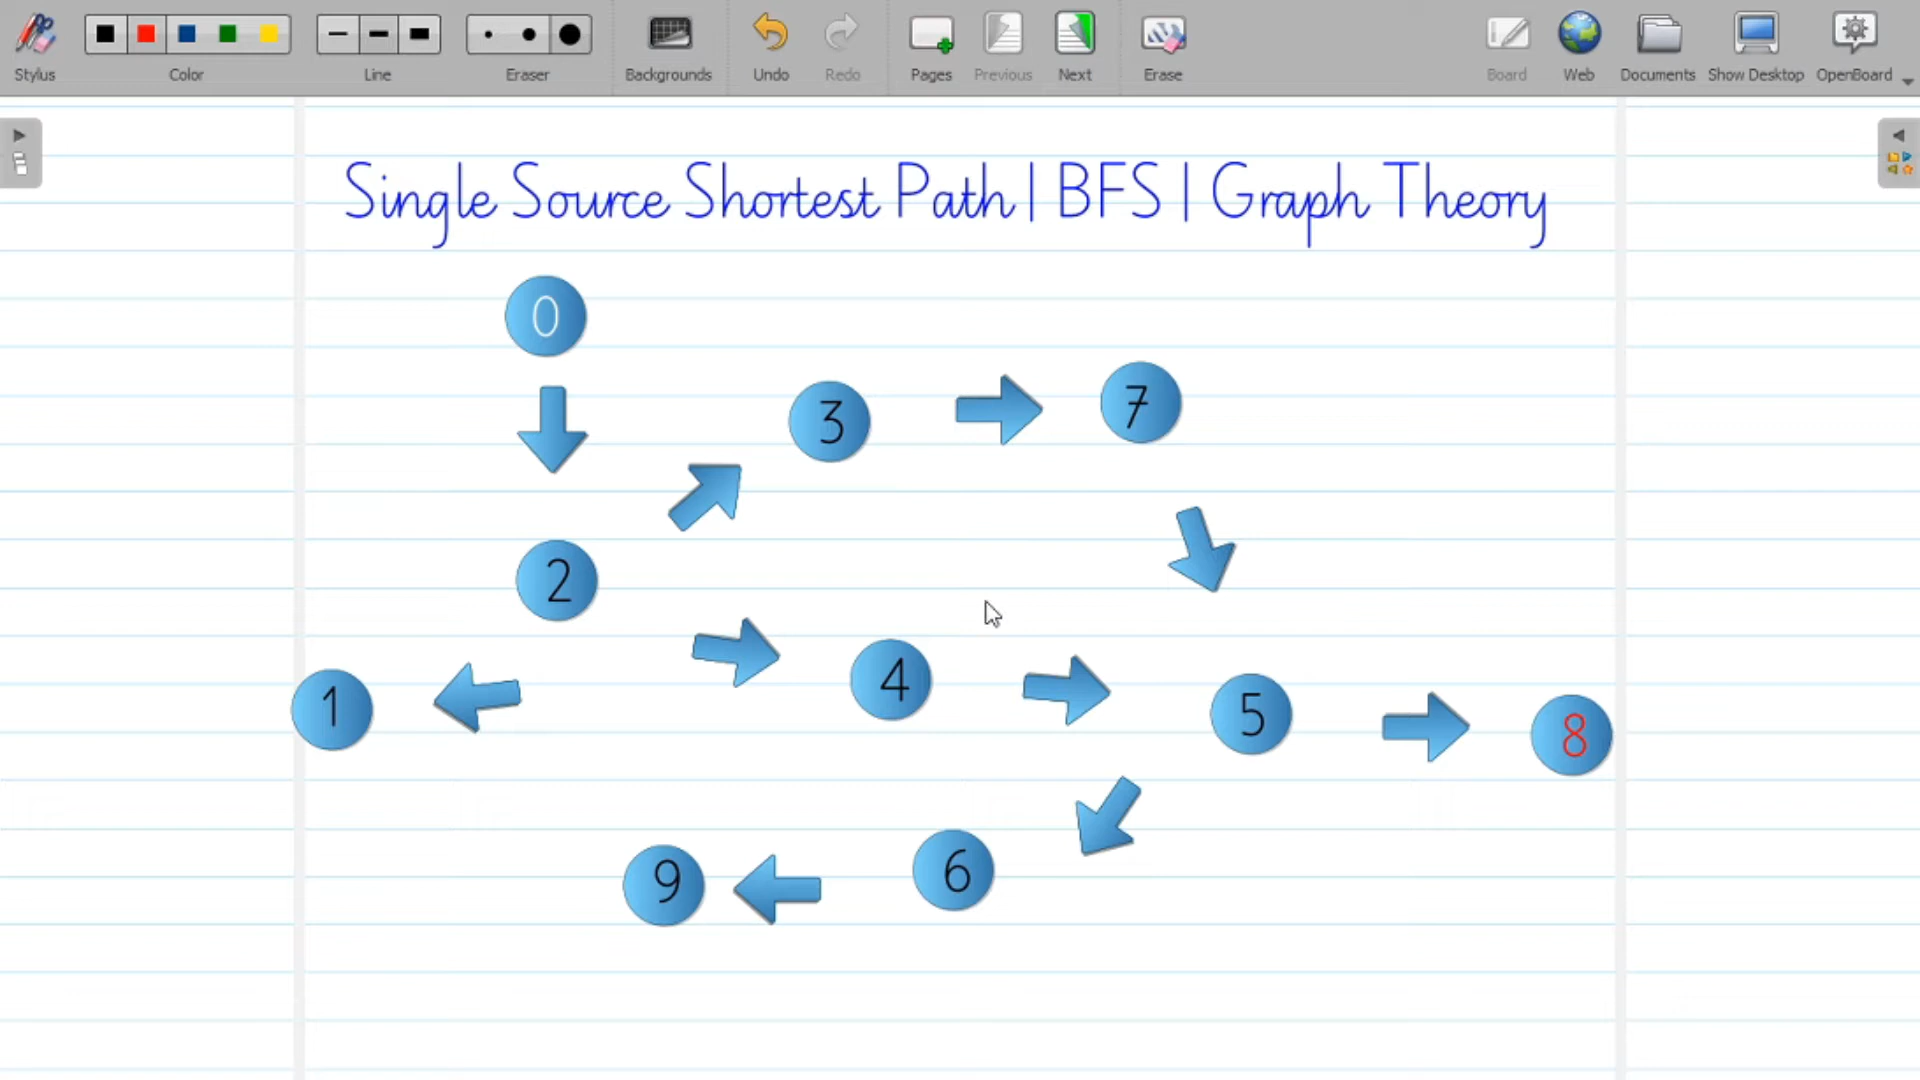 Stylus Color Line Eraser Backgrounds Undo Redo Pages Previous Next Erase Board Web Documents Show Desktop OpenBoard
Single Source Shortest Path | BFS | Graph Theory
0
3 7
2
1 4 5 8
9 6